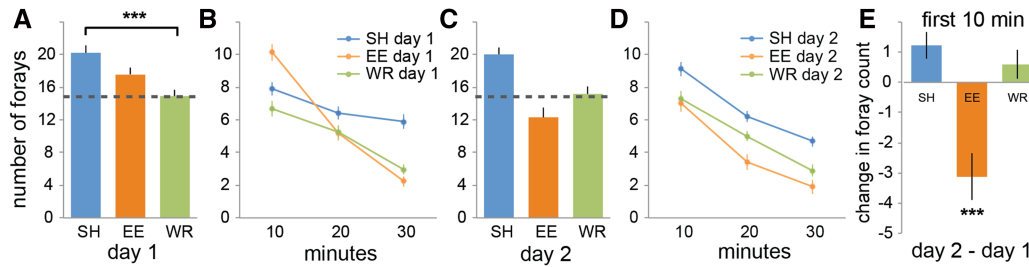 A
***
number of forays
20
16
12
8
4
0
SH
EE
WR
day 1
B
SH day 1
EE day 1
WR day 1
12
10
8
6
4
2
0
10
20
30
minutes
C
20
16
12
8
4
0
SH
EE
WR
day 2
D
SH day 2
EE day 2
WR day 2
10
8
6
4
2
0
10
20
30
minutes
E
first 10 min
change in foray count
1
0
-1
-2
-3
-4
-5
SH
EE
WR
***
day 2 - day 1